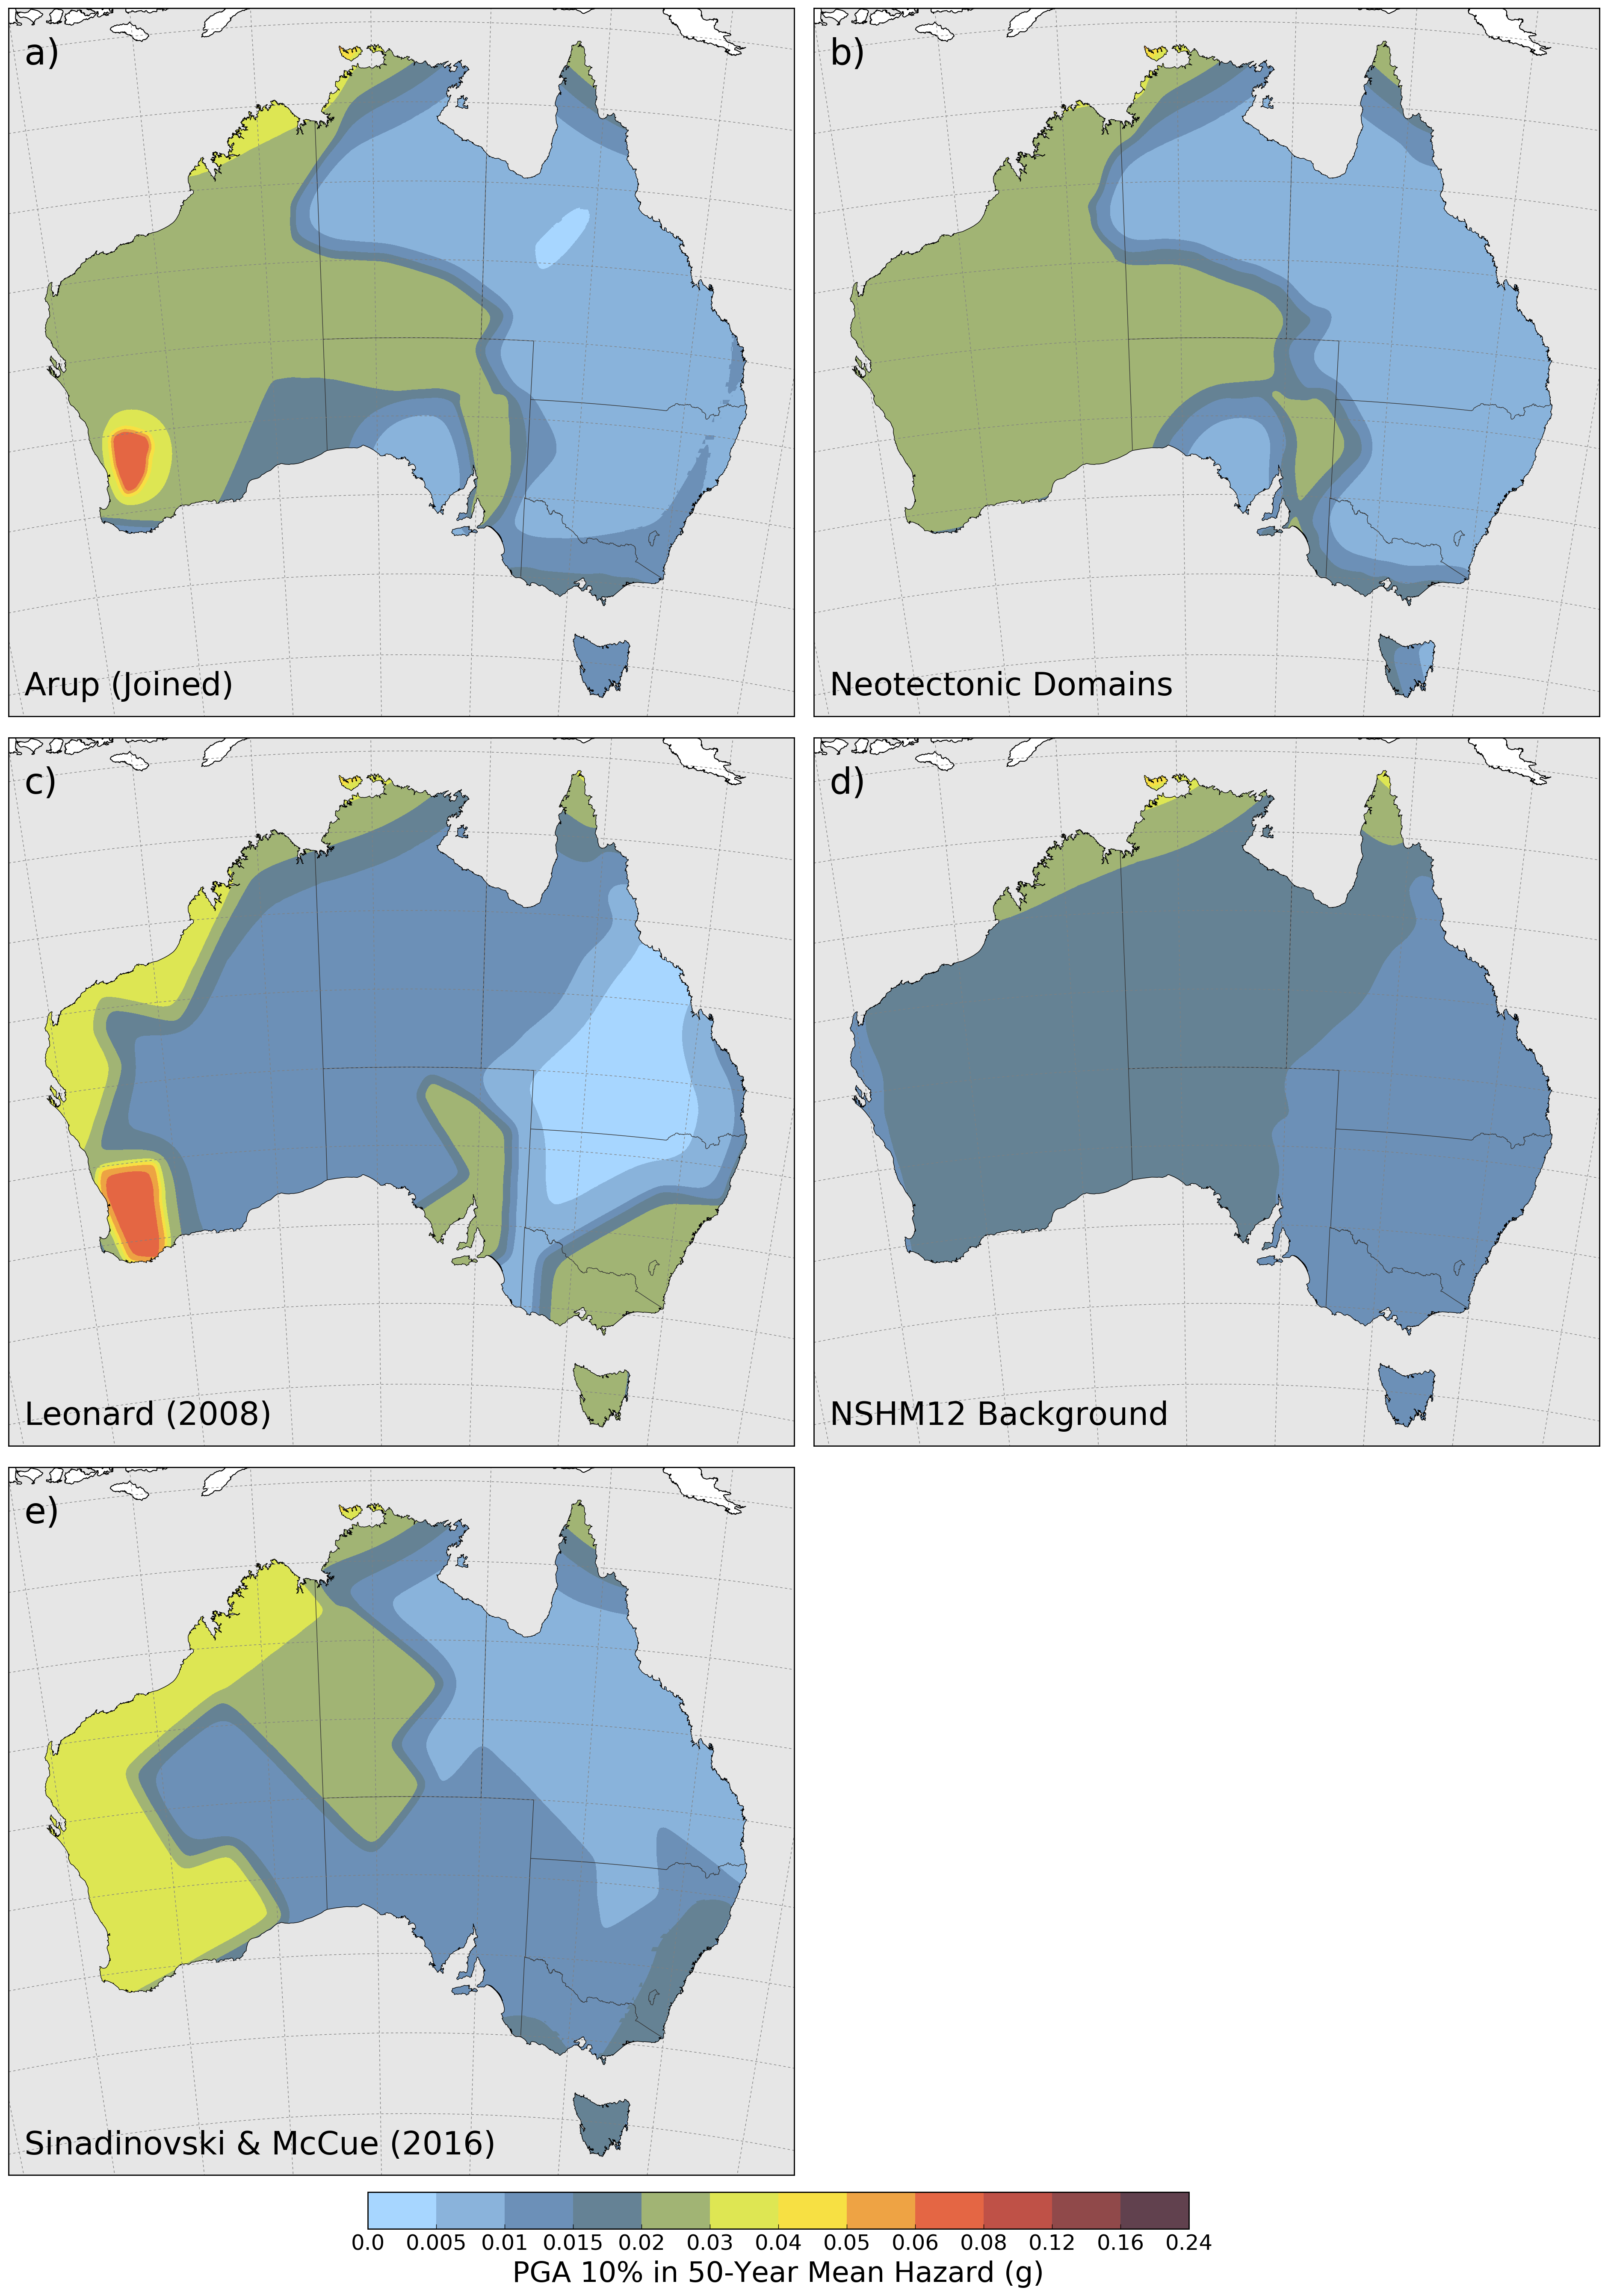 a)
Arup (Joined)
b)
Neotectonic Domains
c)
Leonard (2008)
d)
NSHM12 Background
e)
Sinadinovski & McCue (2016)
0.0 0.005 0.01 0.015 0.02 0.03 0.04 0.05 0.06 0.08 0.12 0.16 0.24
PGA 10% in 50-Year Mean Hazard (g)